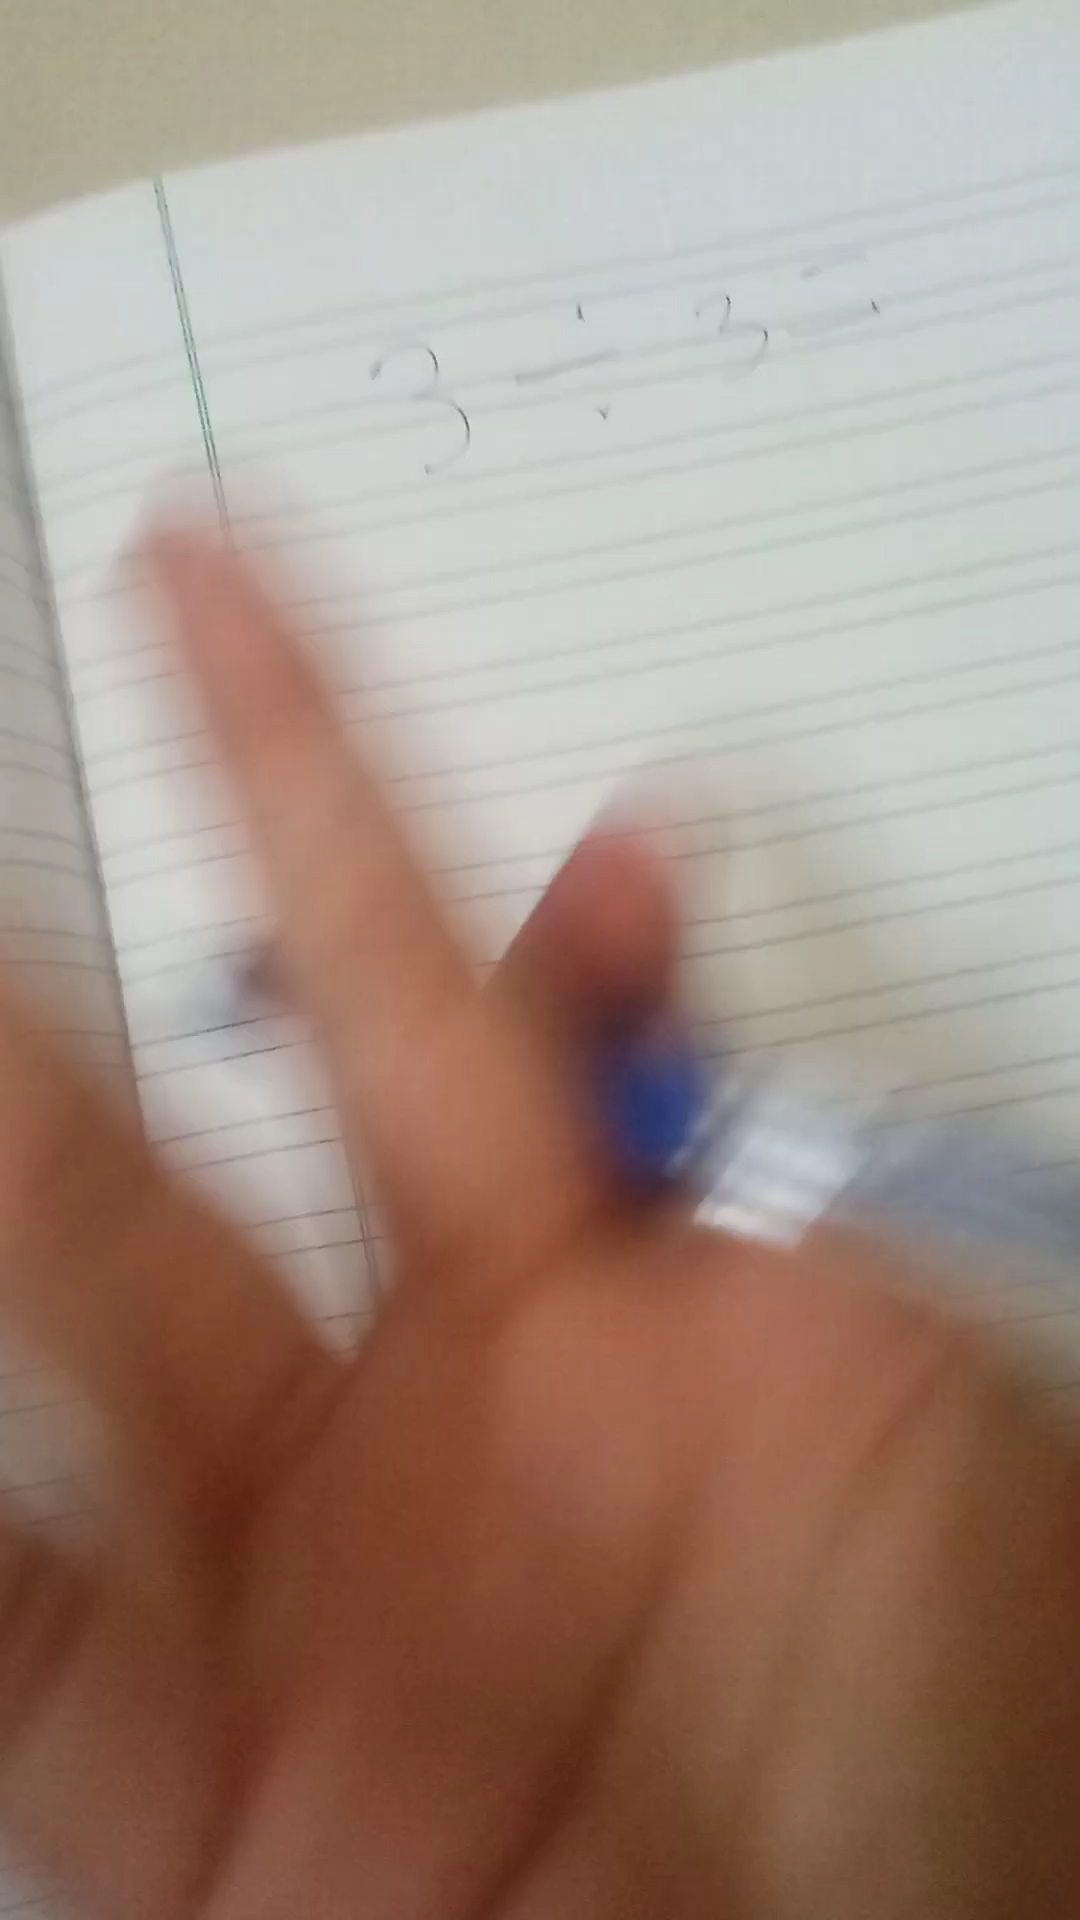 3 ÷ 3 =